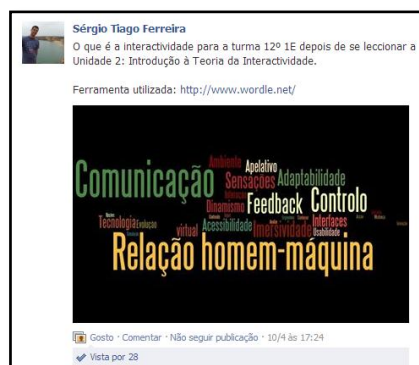 Sérgio Tiago Ferreira
O que é a interactividade para a turma 12º 1E depois de se leccionar a
Unidade 2: Introdução à Teoria da Interactividade.
Ferramenta utilizada: http://www.wordle.net/
Ambiente Apelativo
Comunicação Sensações Adaptabilidade
Dinamismo Feedback Controlo
Tecnologia Evolução virtual Acessibilidade Imersividade Interfaces
Usabilidade
Relação homem-máquina
Gosto · Comentar · Não seguir publicação · 10/4 às 17:24
Vista por 28